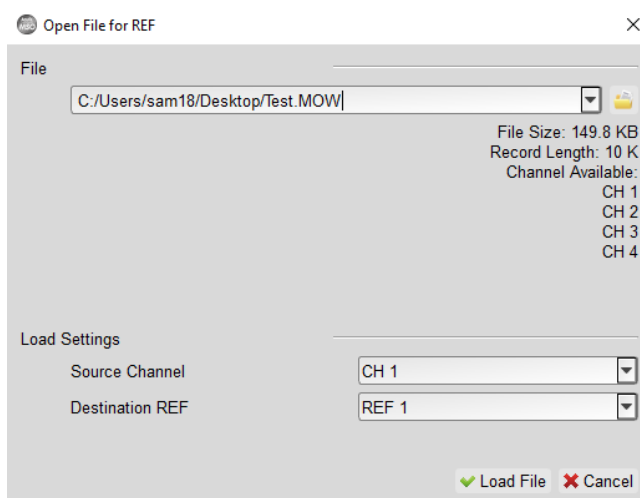 Open File for REF
File
C:/Users/sam18/Desktop/Test.MOW
File Size: 149.8 KB
Record Length: 10 K
Channel Available:
CH 1
CH 2
CH 3
CH 4
Load Settings
Source Channel CH 1
Destination REF REF 1
Load File Cancel